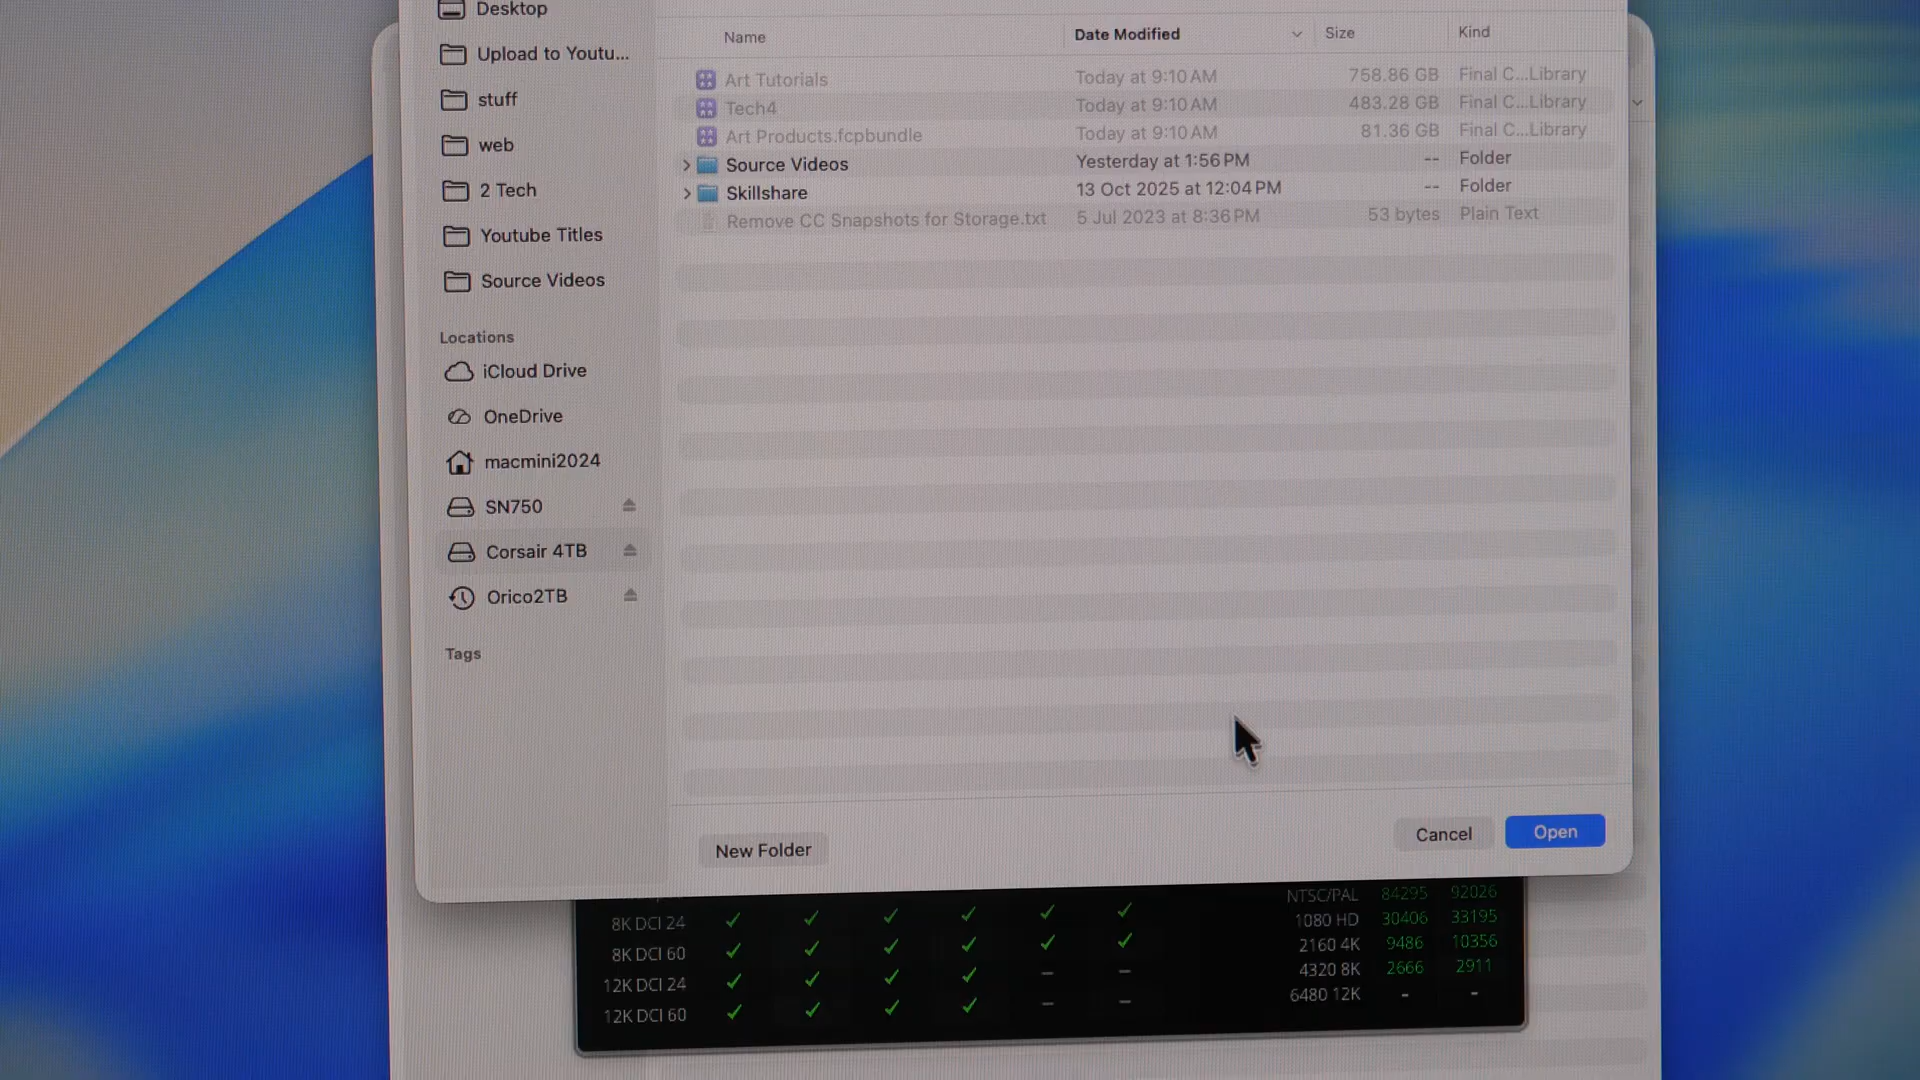 Desktop
Upload to Youtu...
stuff
web
2 Tech
Youtube Titles
Source Videos
Locations
iCloud Drive
OneDrive
macmini2024
SN750
Corsair 4TB
Orico2TB
Tags
Name Date Modified Size Kind
Art Tutorials Today at 9:10 AM 758.86 GB Final C...Library
Tech4 Today at 9:10 AM 483.28 GB Final C...Library
Art Products.fcpbundle Today at 9:10 AM 81.36 GB Final C...Library
Source Videos Yesterday at 1:56 PM -- Folder
Skillshare 13 Oct 2025 at 12:04 PM -- Folder
Remove CC Snapshots for Storage.txt 5 Jul 2023 at 8:36 PM 53 bytes Plain Text
New Folder Cancel Open
NTSC/PAL 84295 92026
8K DCI 24 ✓ ✓ ✓ ✓ ✓ ✓ 1080 HD 30406 33195
8K DCI 60 ✓ ✓ ✓ ✓ ✓ ✓ 2160 4K 9486 10356
12K DCI 24 ✓ ✓ ✓ ✓ – – 4320 8K 2666 2911
12K DCI 60 ✓ ✓ ✓ ✓ – – 6480 12K - -